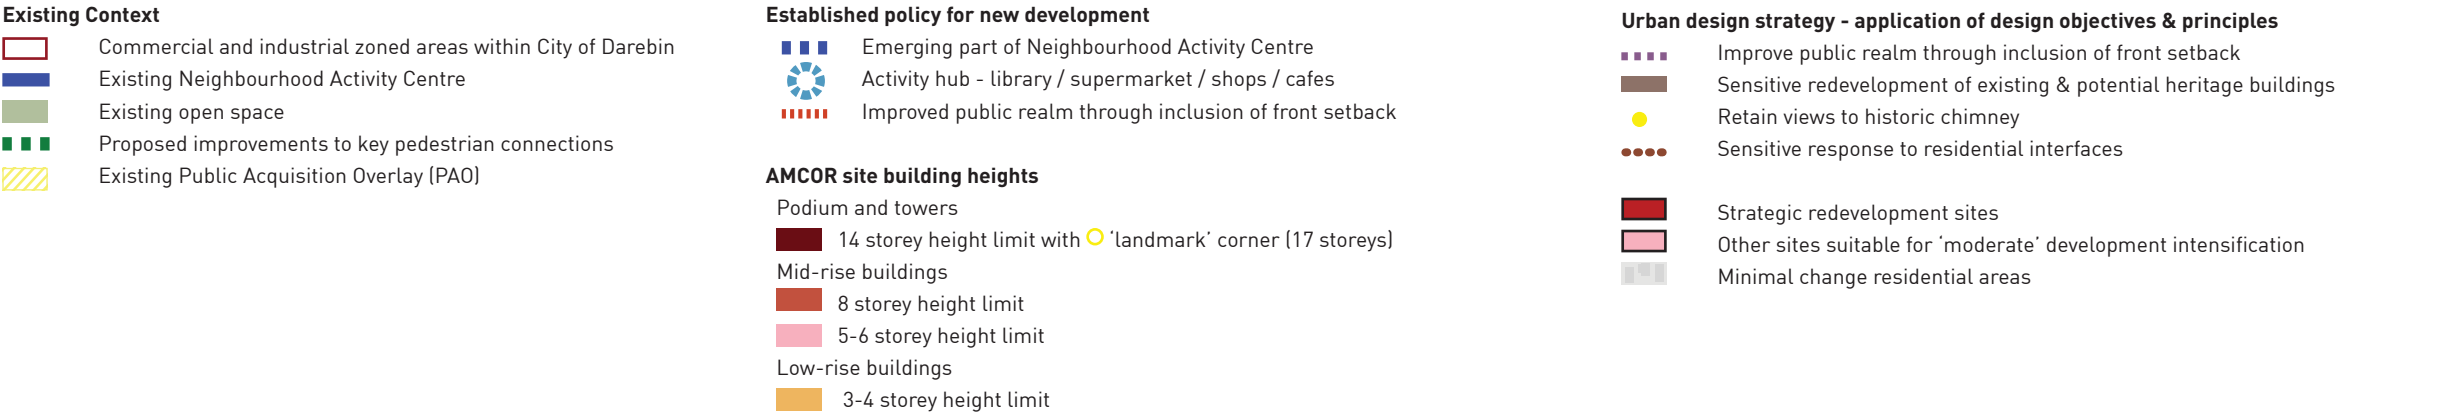 Existing Context
Commercial and industrial zoned areas within City of Darebin
Existing Neighbourhood Activity Centre
Existing open space
Proposed improvements to key pedestrian connections
Existing Public Acquisition Overlay (PAO)
Established policy for new development
Emerging part of Neighbourhood Activity Centre
Activity hub - library / supermarket / shops / cafes
Improved public realm through inclusion of front setback
AMCOR site building heights
Podium and towers
14 storey height limit with ‘landmark’ corner (17 storeys)
Mid-rise buildings
8 storey height limit
5-6 storey height limit
Low-rise buildings
3-4 storey height limit
Urban design strategy - application of design objectives & principles
Improve public realm through inclusion of front setback
Sensitive redevelopment of existing & potential heritage buildings
Retain views to historic chimney
Sensitive response to residential interfaces
Strategic redevelopment sites
Other sites suitable for ‘moderate’ development intensification
Minimal change residential areas